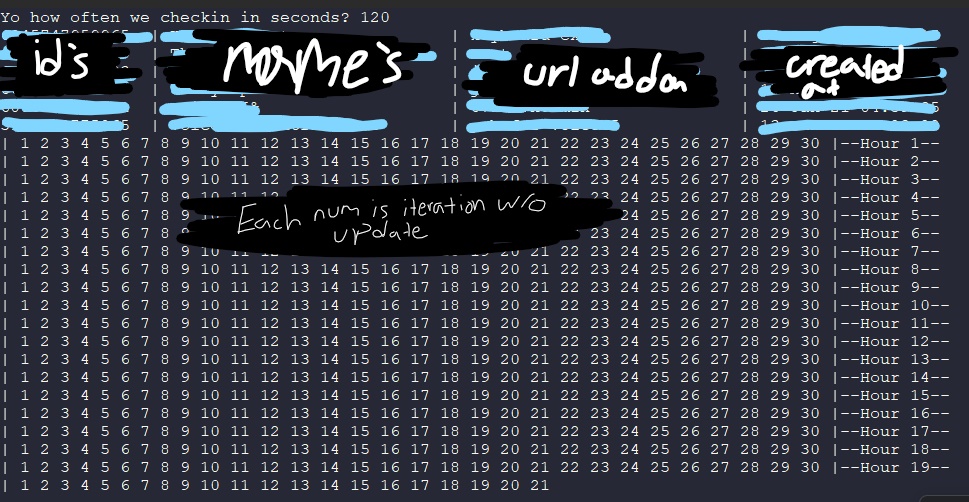 Yo how often we checkin in seconds? 120
id's | name's | url addon | created
at
| 1 2 3 4 5 6 7 8 9 10 11 12 13 14 15 16 17 18 19 20 21 22 23 24 25 26 27 28 29 30 |--Hour 1--
| 1 2 3 4 5 6 7 8 9 10 11 12 13 14 15 16 17 18 19 20 21 22 23 24 25 26 27 28 29 30 |--Hour 2--
| 1 2 3 4 5 6 7 8 9 10 11 12 13 14 15 16 17 18 19 20 21 22 23 24 25 26 27 28 29 30 |--Hour 3--
| 1 2 3 4 5 6 7 8 22 23 24 25 26 27 28 29 30 |--Hour 4--
Each num is iteration w/o
| 1 2 3 4 5 6 7 8 24 25 26 27 28 29 30 |--Hour 5--
update
| 1 2 3 4 5 6 7 8 22 23 24 25 26 27 28 29 30 |--Hour 6--
| 1 2 3 4 5 6 7 8 9 10 11 12 17 18 19 20 21 22 23 24 25 26 27 28 29 30 |--Hour 7--
| 1 2 3 4 5 6 7 8 9 10 11 12 13 14 15 16 17 18 19 20 21 22 23 24 25 26 27 28 29 30 |--Hour 8--
| 1 2 3 4 5 6 7 8 9 10 11 12 13 14 15 16 17 18 19 20 21 22 23 24 25 26 27 28 29 30 |--Hour 9--
| 1 2 3 4 5 6 7 8 9 10 11 12 13 14 15 16 17 18 19 20 21 22 23 24 25 26 27 28 29 30 |--Hour 10--
| 1 2 3 4 5 6 7 8 9 10 11 12 13 14 15 16 17 18 19 20 21 22 23 24 25 26 27 28 29 30 |--Hour 11--
| 1 2 3 4 5 6 7 8 9 10 11 12 13 14 15 16 17 18 19 20 21 22 23 24 25 26 27 28 29 30 |--Hour 12--
| 1 2 3 4 5 6 7 8 9 10 11 12 13 14 15 16 17 18 19 20 21 22 23 24 25 26 27 28 29 30 |--Hour 13--
| 1 2 3 4 5 6 7 8 9 10 11 12 13 14 15 16 17 18 19 20 21 22 23 24 25 26 27 28 29 30 |--Hour 14--
| 1 2 3 4 5 6 7 8 9 10 11 12 13 14 15 16 17 18 19 20 21 22 23 24 25 26 27 28 29 30 |--Hour 15--
| 1 2 3 4 5 6 7 8 9 10 11 12 13 14 15 16 17 18 19 20 21 22 23 24 25 26 27 28 29 30 |--Hour 16--
| 1 2 3 4 5 6 7 8 9 10 11 12 13 14 15 16 17 18 19 20 21 22 23 24 25 26 27 28 29 30 |--Hour 17--
| 1 2 3 4 5 6 7 8 9 10 11 12 13 14 15 16 17 18 19 20 21 22 23 24 25 26 27 28 29 30 |--Hour 18--
| 1 2 3 4 5 6 7 8 9 10 11 12 13 14 15 16 17 18 19 20 21 22 23 24 25 26 27 28 29 30 |--Hour 19--
| 1 2 3 4 5 6 7 8 9 10 11 12 13 14 15 16 17 18 19 20 21